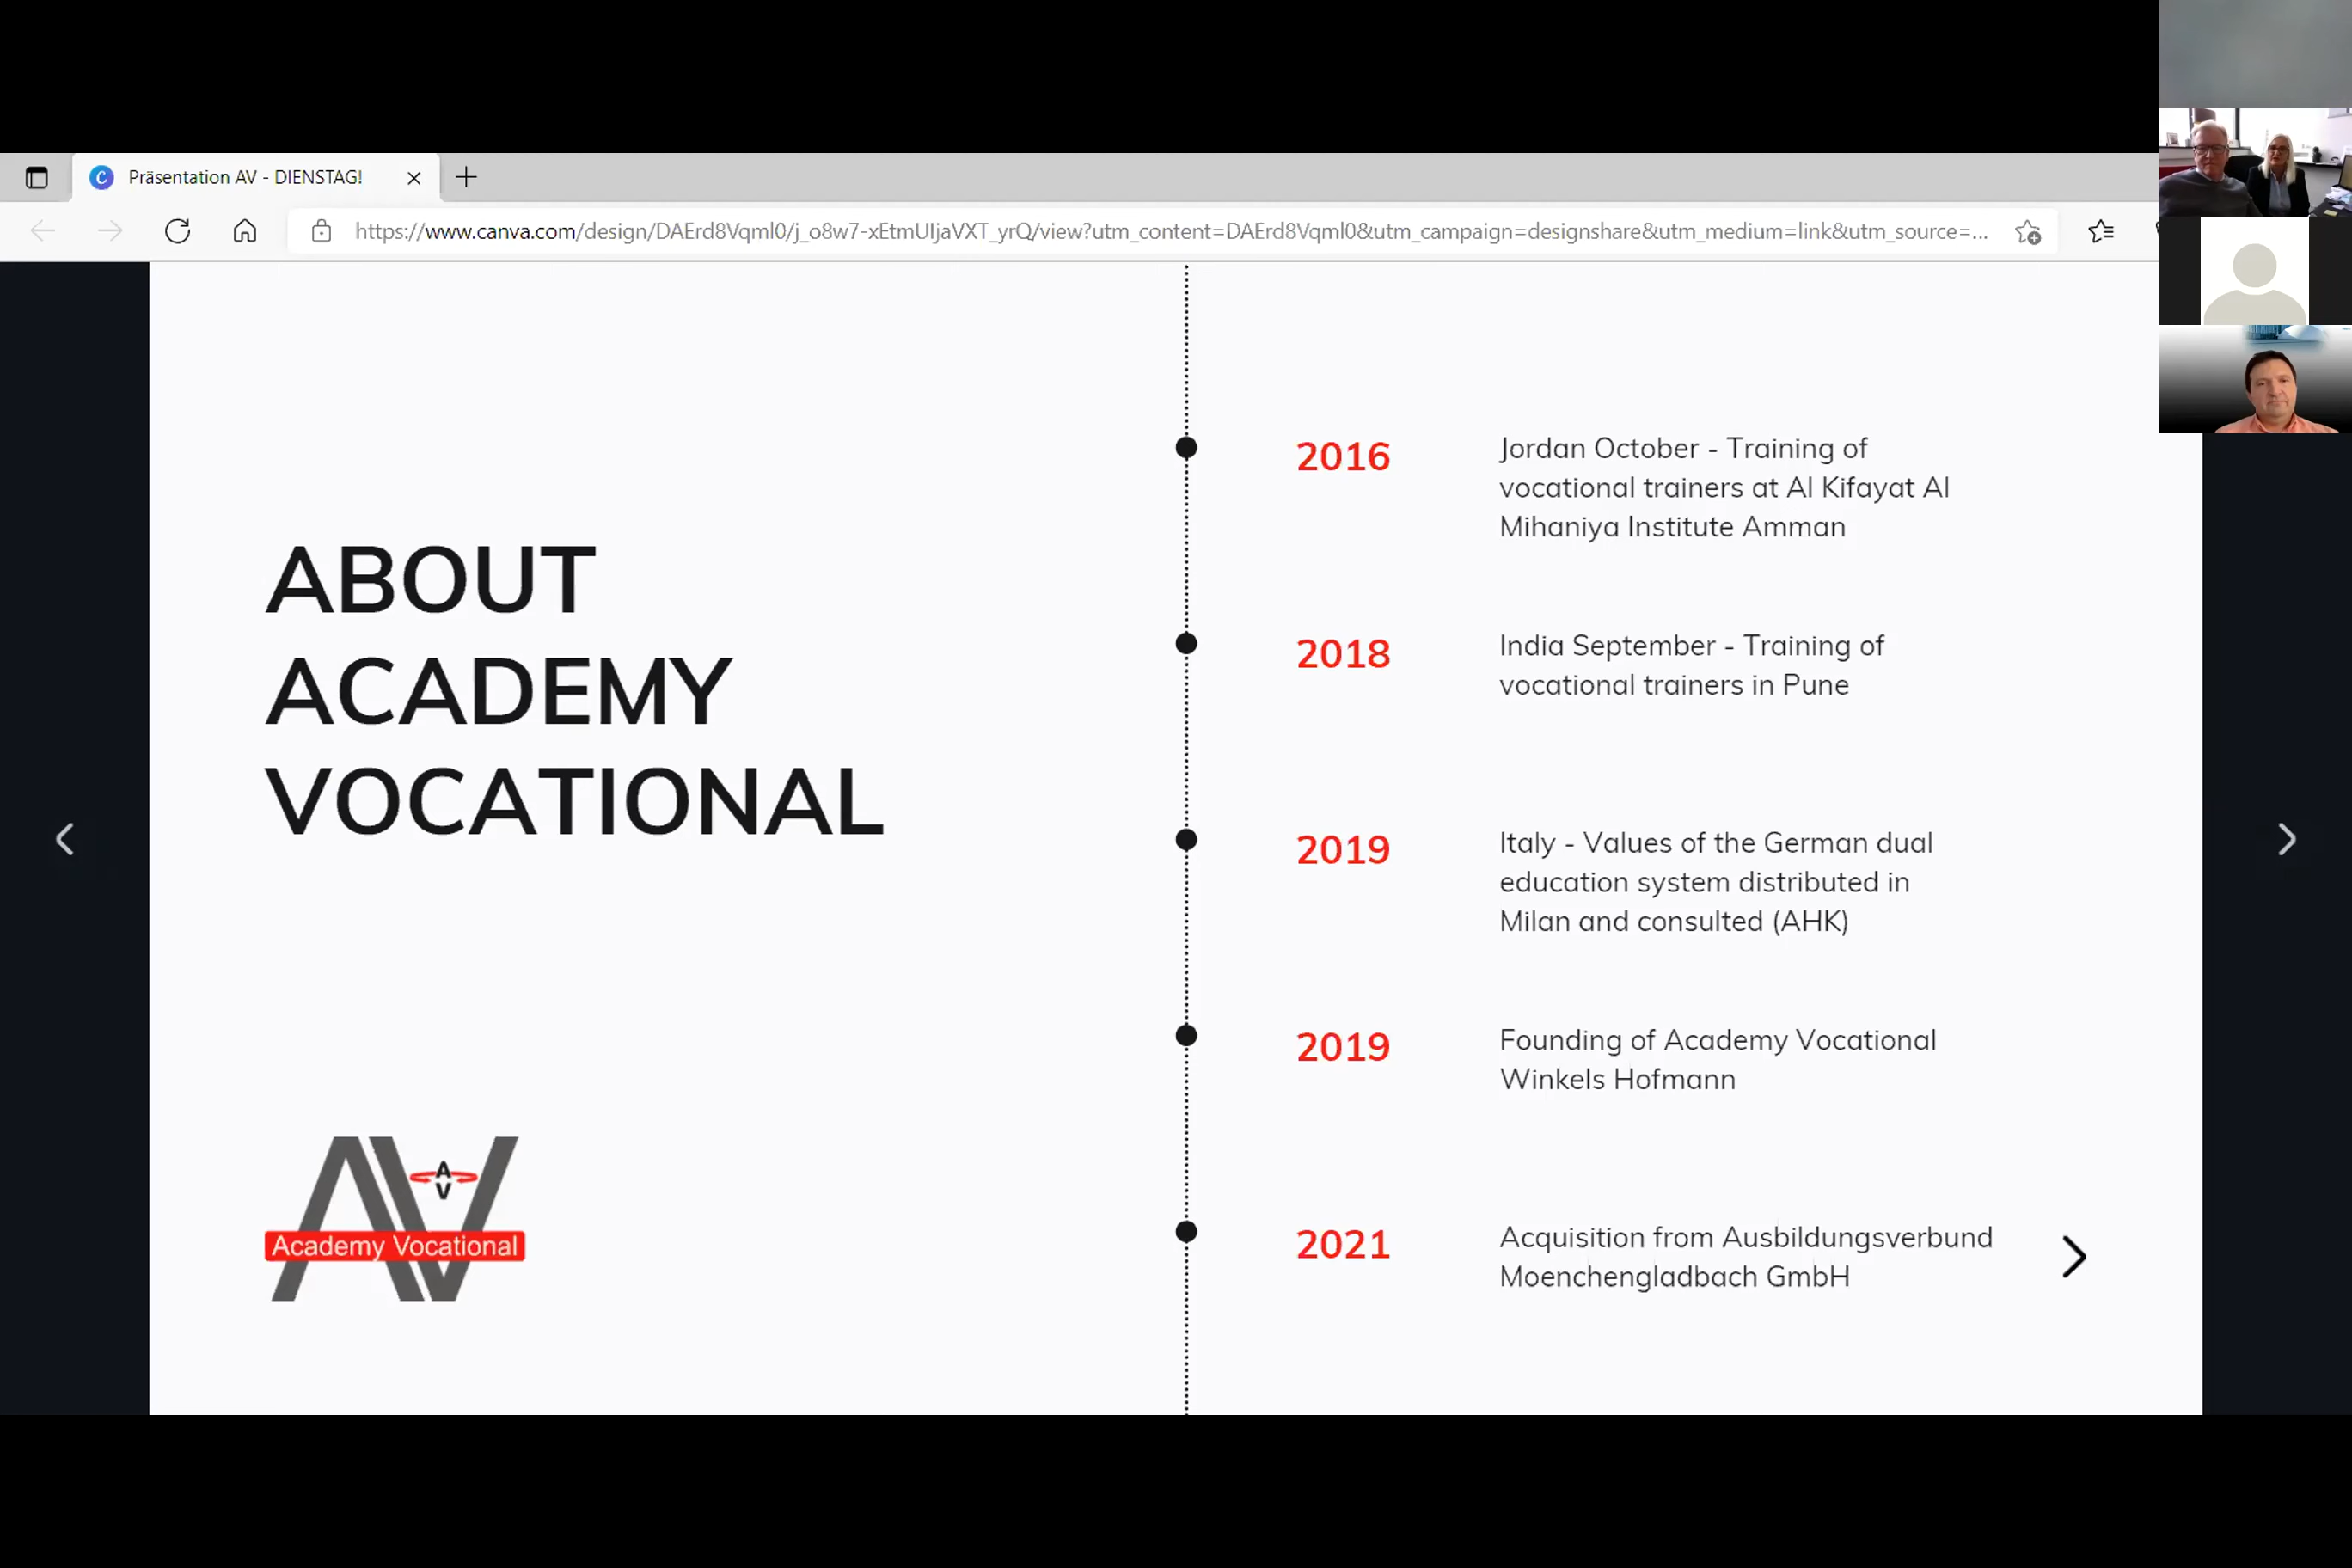 Präsentation AV - DIENSTAG!
https://www.canva.com/design/DAErd8Vqml0/j_o8w7-xEtmUIjaVXT_yrQ/view?utm_content=DAErd8Vqml0&utm_campaign=designshare&utm_medium=link&utm_source=...
ABOUT
ACADEMY
VOCATIONAL
A
V
Academy Vocational
2016
Jordan October - Training of
vocational trainers at Al Kifayat Al
Mihaniya Institute Amman
2018
India September - Training of
vocational trainers in Pune
2019
Italy - Values of the German dual
education system distributed in
Milan and consulted (AHK)
2019
Founding of Academy Vocational
Winkels Hofmann
2021
Acquisition from Ausbildungsverbund
Moenchengladbach GmbH